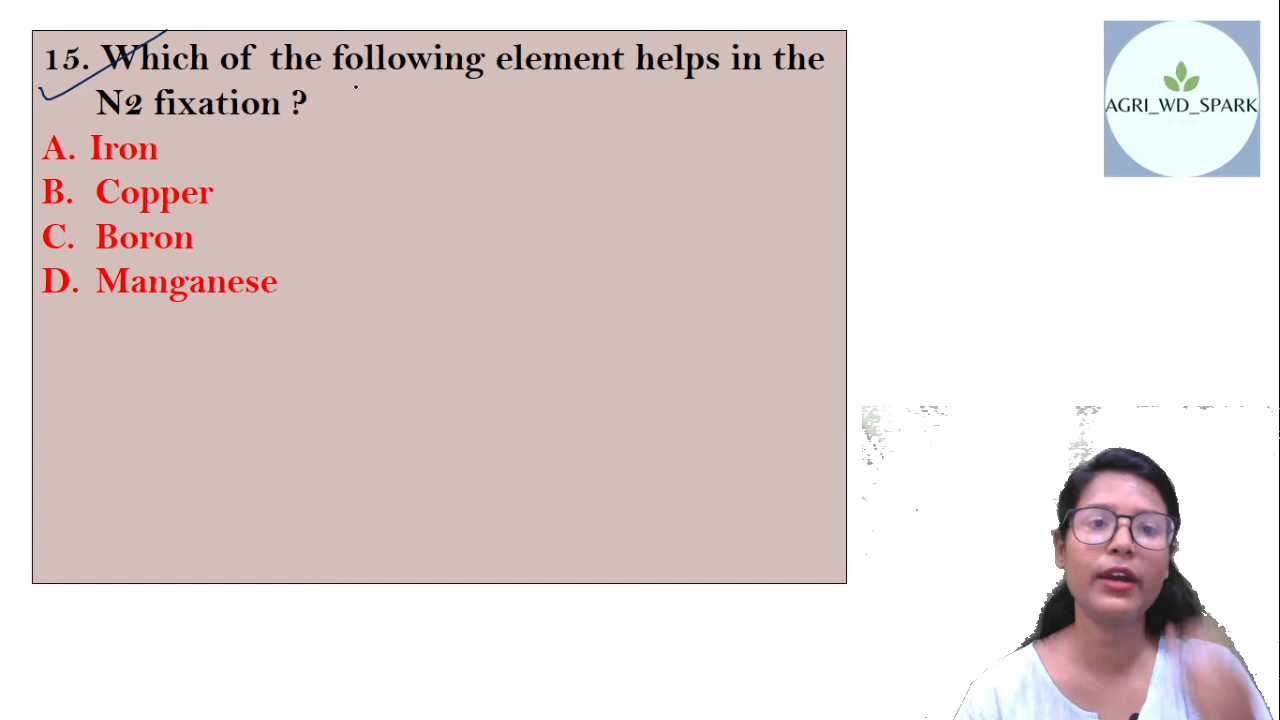 15. Which of the following element helps in the
N2 fixation ?
A. Iron
B. Copper
C. Boron
D. Manganese
AGRI_WD_SPARK